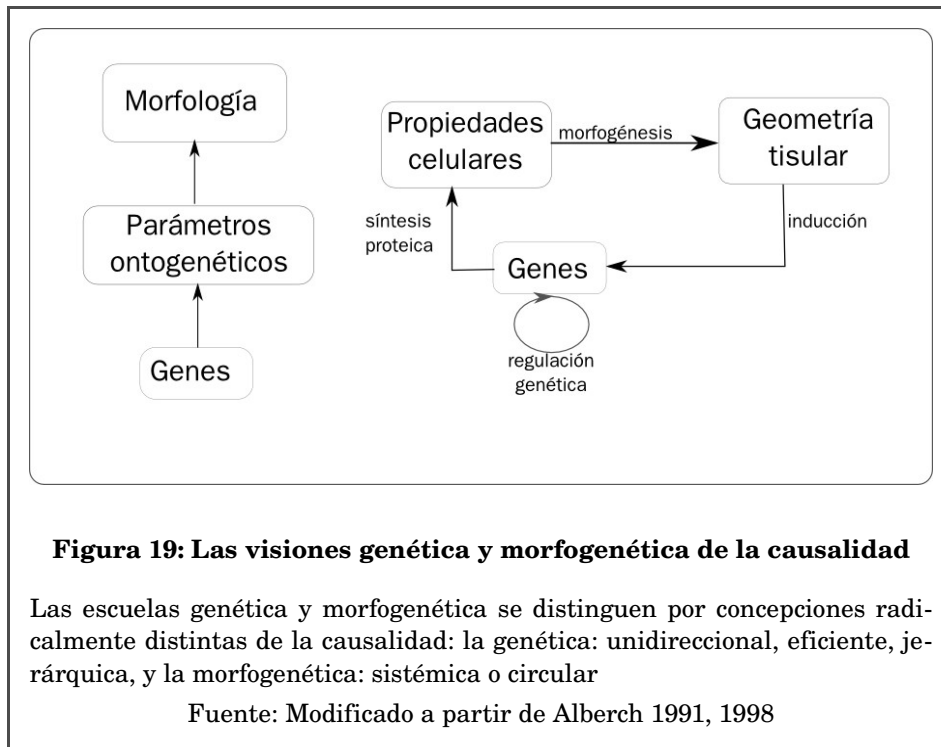 Morfología
Parámetros
ontogenéticos
Genes
Propiedades
celulares
morfogénesis
Geometría
tisular
síntesis
proteica
inducción
Genes
regulación
genética
Figura 19: Las visiones genética y morfogenética de la causalidad
Las escuelas genética y morfogenética se distinguen por concepciones radi-
calmente distintas de la causalidad: la genética: unidireccional, eficiente, je-
rárquica, y la morfogenética: sistémica o circular
Fuente: Modificado a partir de Alberch 1991, 1998